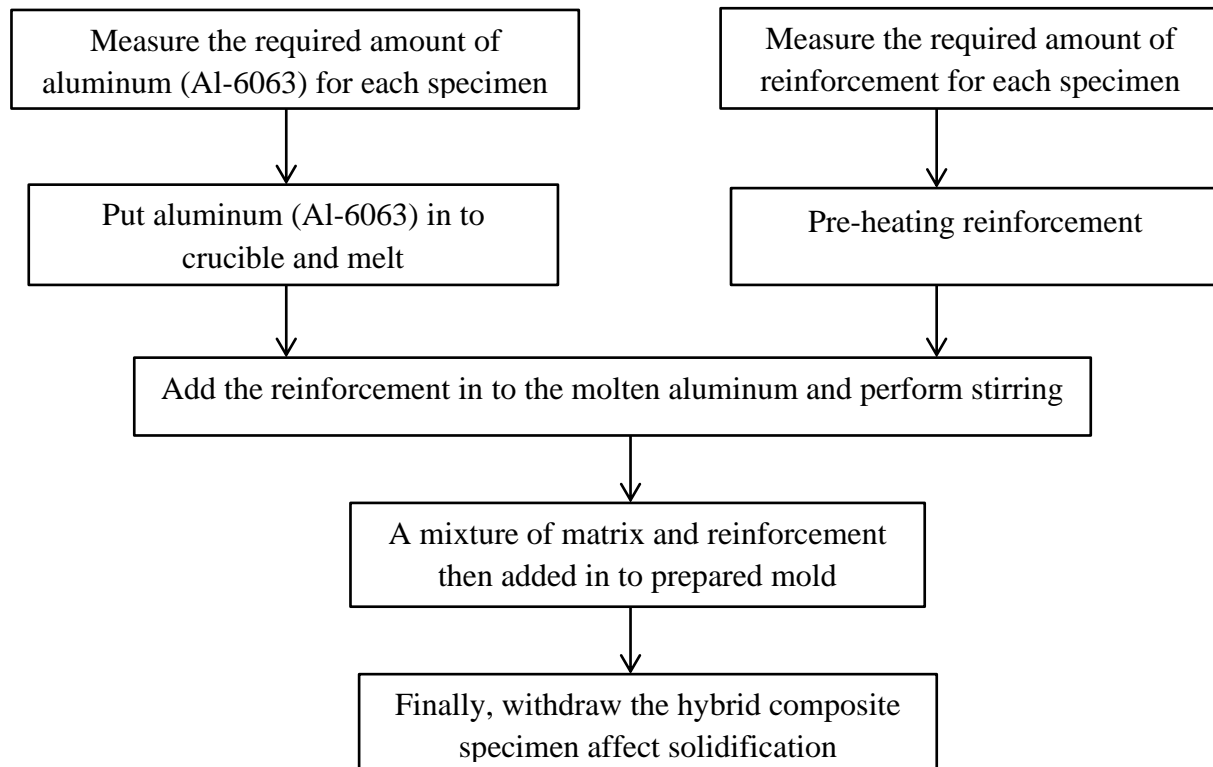 Measure the required amount of
aluminum (Al-6063) for each specimen
Measure the required amount of
reinforcement for each specimen
Put aluminum (Al-6063) in to
crucible and melt
Pre-heating reinforcement
Add the reinforcement in to the molten aluminum and perform stirring
A mixture of matrix and reinforcement
then added in to prepared mold
Finally, withdraw the hybrid composite
specimen affect solidification